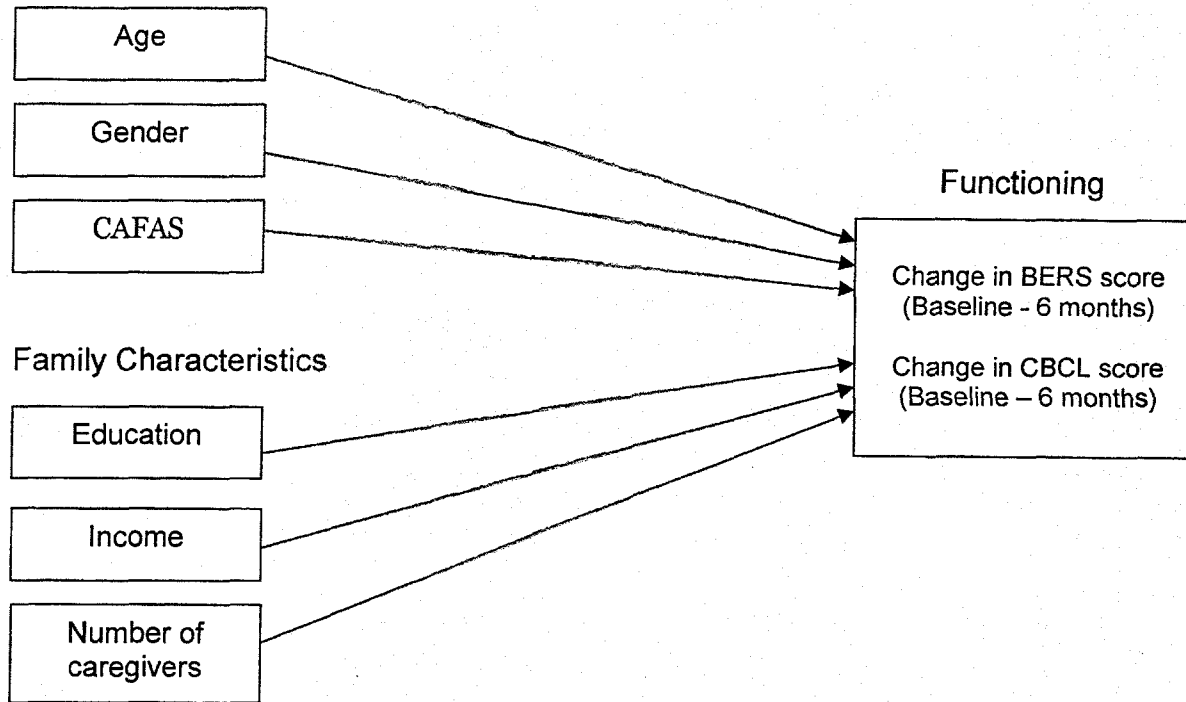 Age
Gender
CAFAS
Family Characteristics
Education
Income
Number of
caregivers
Functioning
Change in BERS score
(Baseline - 6 months)
Change in CBCL score
(Baseline – 6 months)